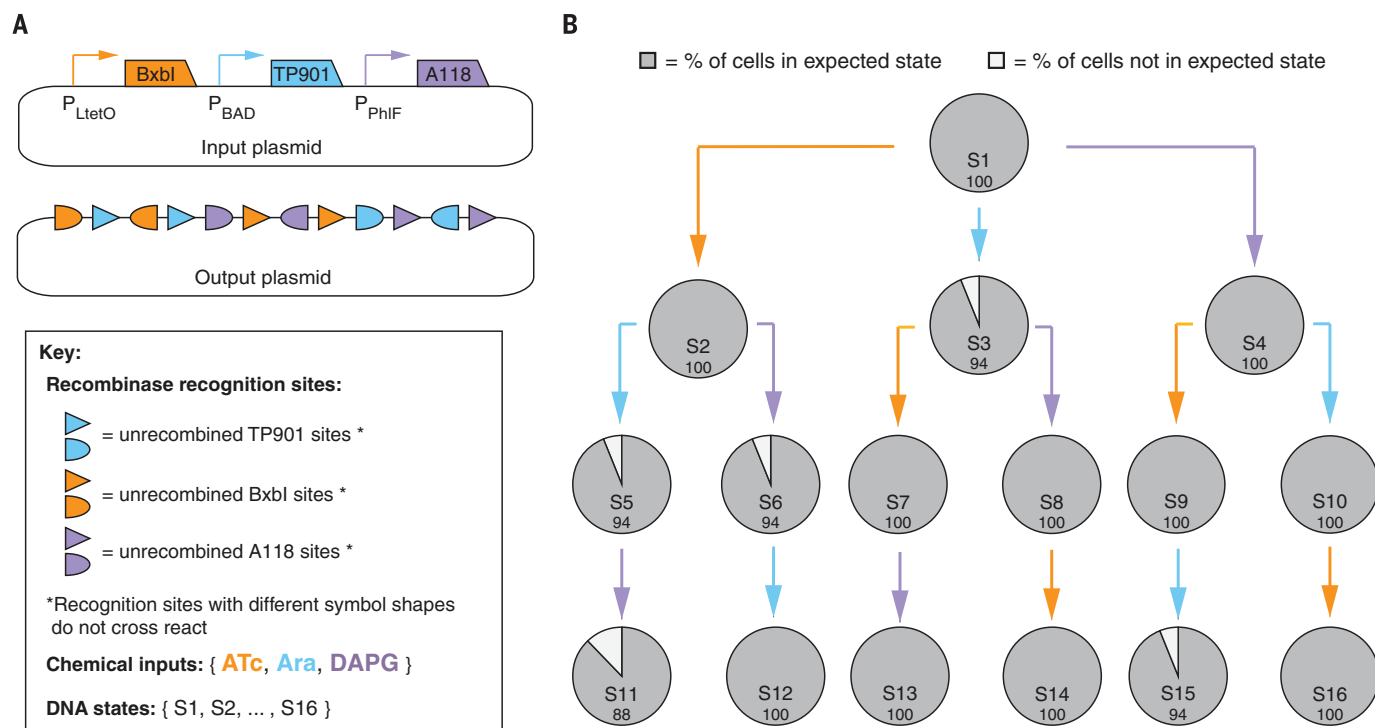 A
BxbI
TP901
A118
P_LtetO
P_BAD
P_PhlF
Input plasmid
Output plasmid
Key:
Recombinase recognition sites:
= unrecombined TP901 sites *
= unrecombined BxbI sites *
= unrecombined A118 sites *
*Recognition sites with different symbol shapes
do not cross react
Chemical inputs: { ATc, Ara, DAPG }
DNA states: { S1, S2, ... , S16 }
B
= % of cells in expected state
= % of cells not in expected state
S1
100
S2
100
S3
94
S4
100
S5
94
S6
94
S7
100
S8
100
S9
100
S10
100
S11
88
S12
100
S13
100
S14
100
S15
94
S16
100